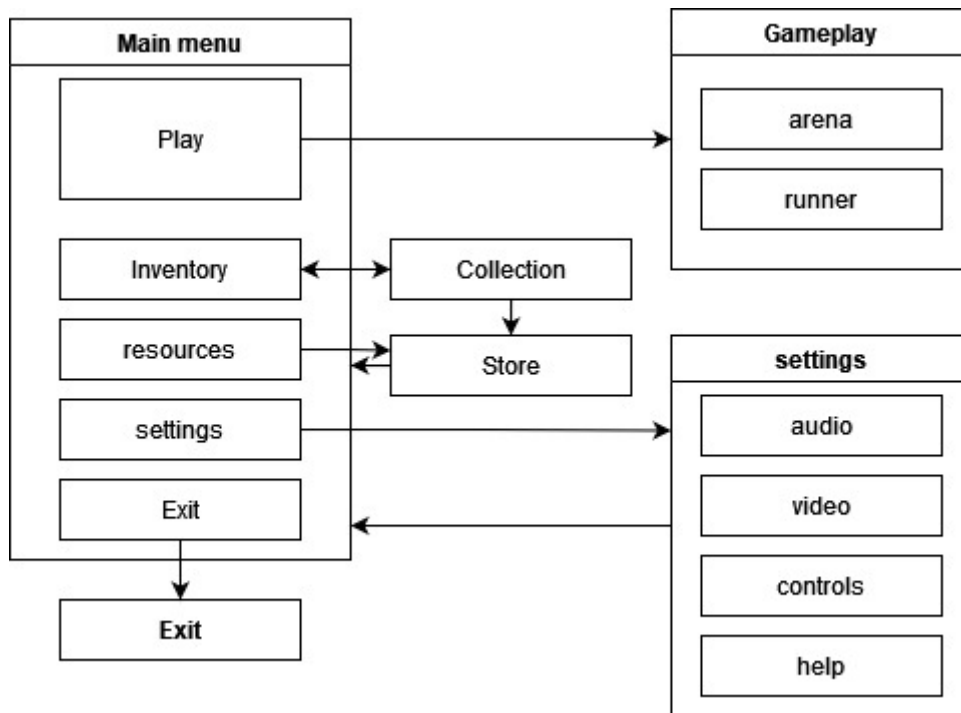 Main menu
Play
Inventory
resources
settings
Exit
Exit
Collection
Store
Gameplay
arena
runner
settings
audio
video
controls
help